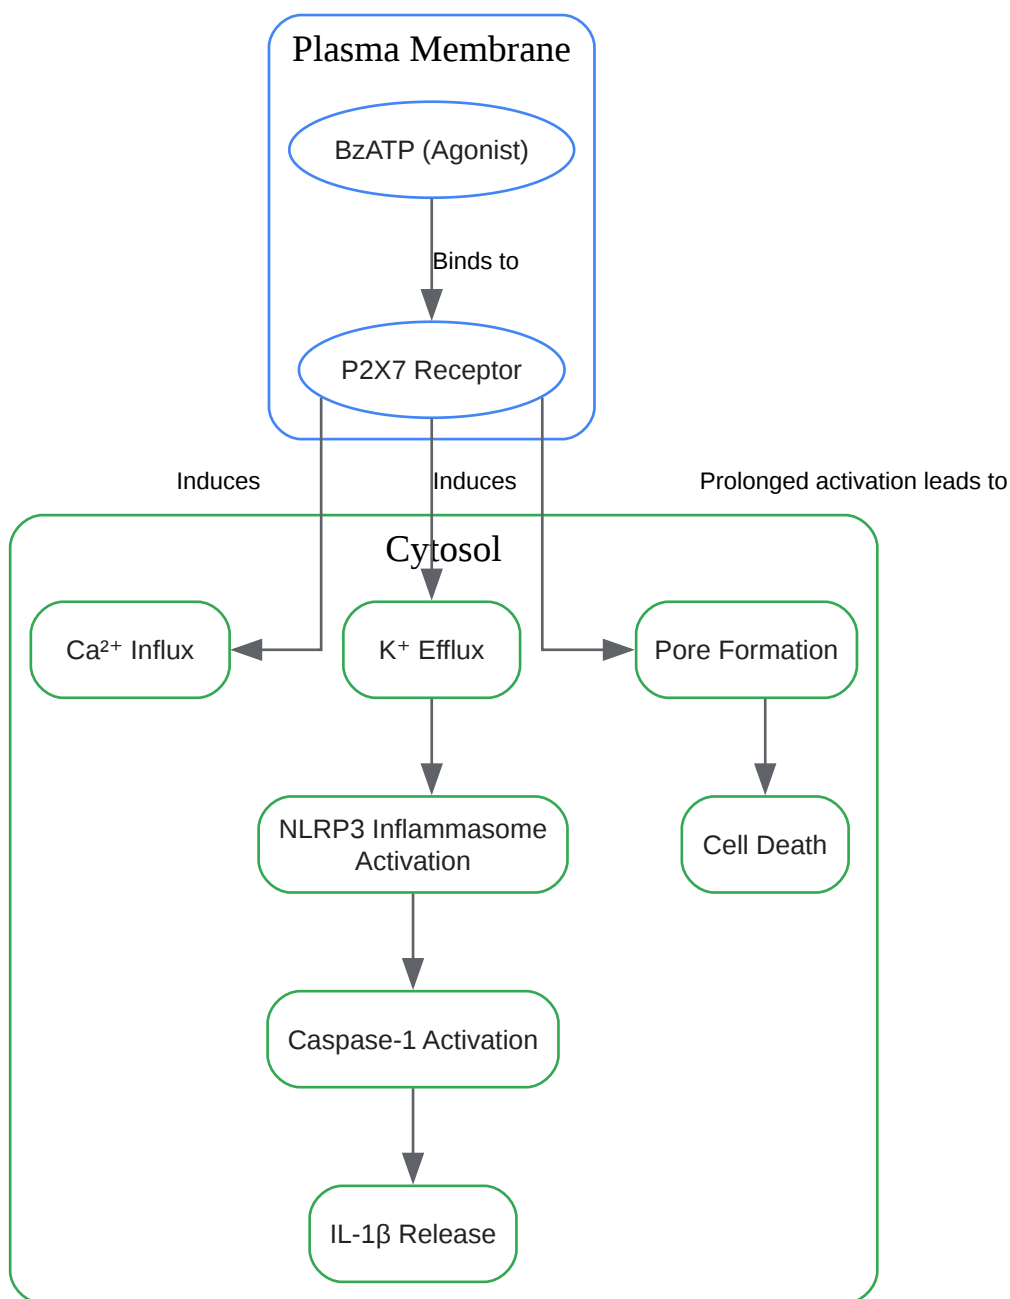 Plasma Membrane
BzATP (Agonist)
Binds to
P2X7 Receptor
Induces
Induces
Prolonged activation leads to
Cytosol
Ca²⁺ Influx
K⁺ Efflux
Pore Formation
NLRP3 Inflammasome
Activation
Cell Death
Caspase-1 Activation
IL-1β Release